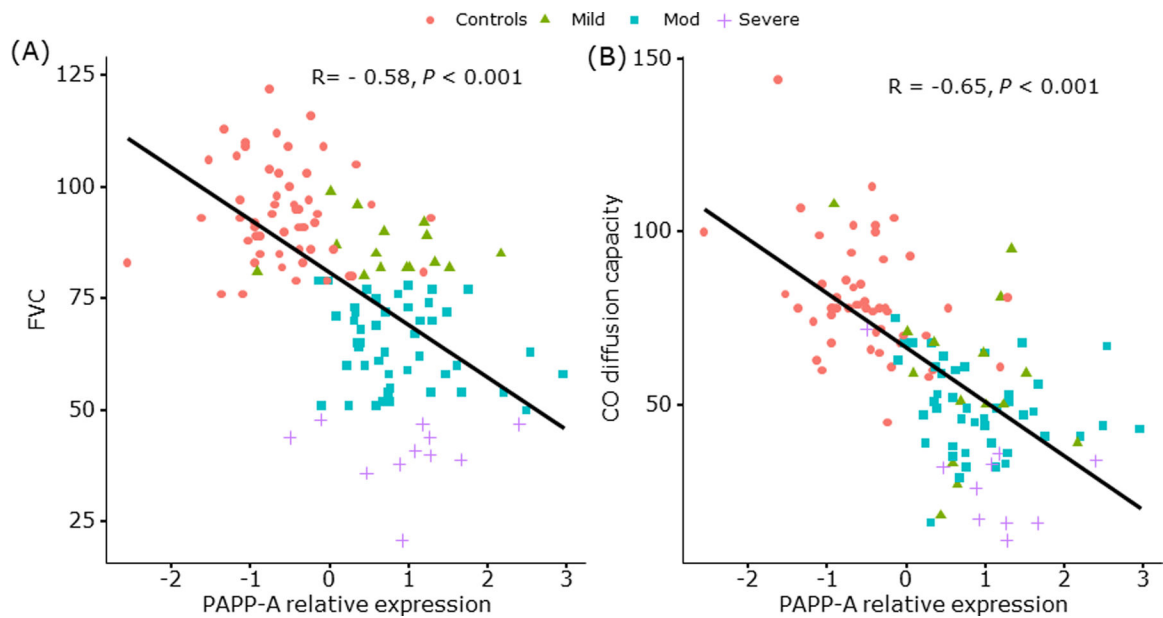 Controls Mild Mod Severe
(A)
R= - 0.58, P < 0.001
125
100
75
50
25
FVC
-2 -1 0 1 2 3
PAPP-A relative expression
(B)
R = -0.65, P < 0.001
150
100
50
CO diffusion capacity
-2 -1 0 1 2 3
PAPP-A relative expression